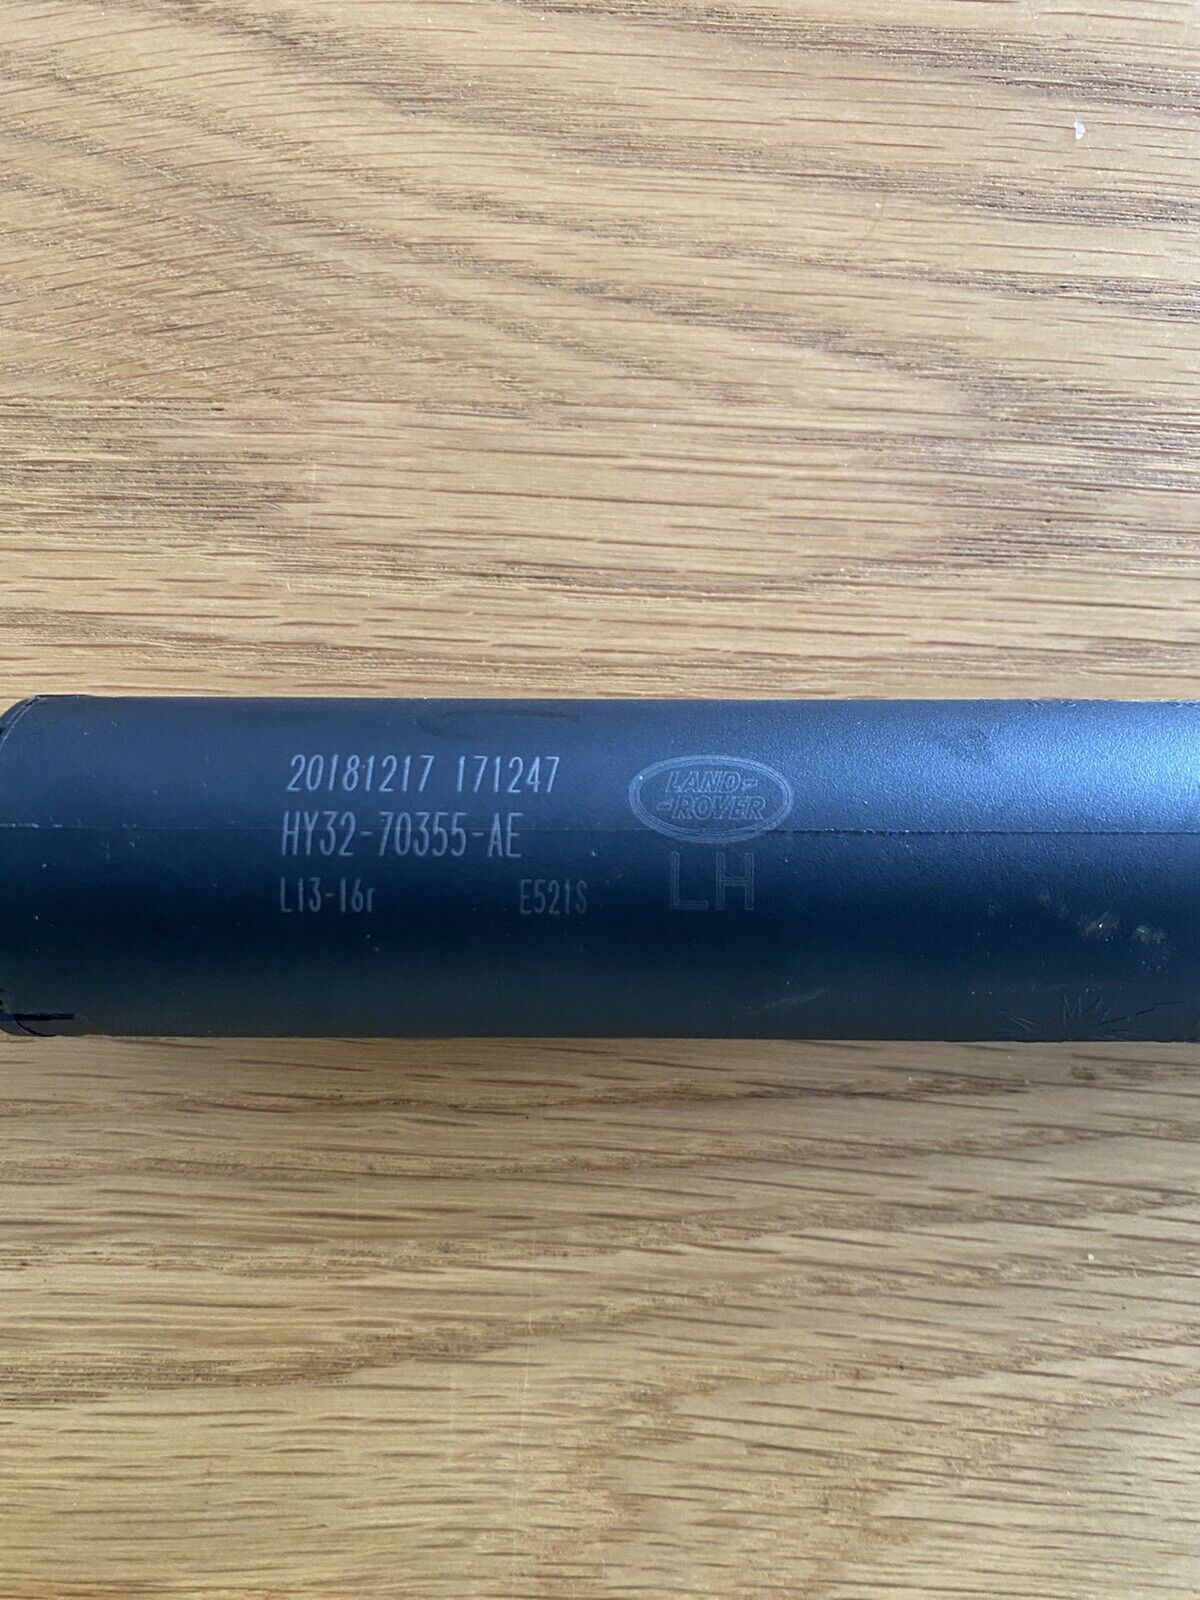 20181217 171247
HY32-70355-AE
L13-16r E521S
LAND-
-ROVER
LH